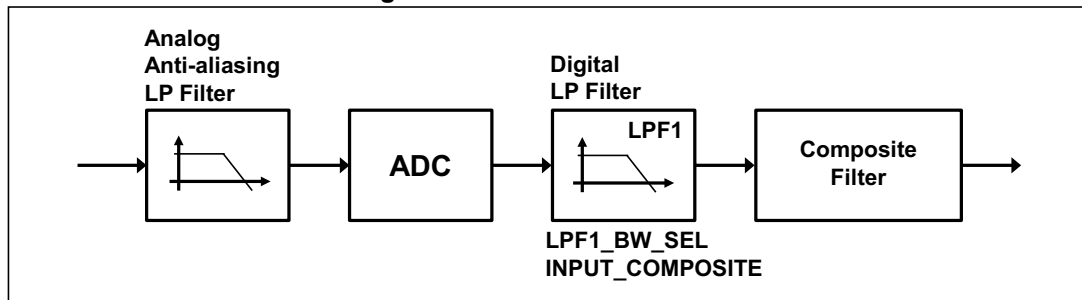 Analog
Anti-aliasing
LP Filter
ADC
Digital
LP Filter
LPF1
LPF1_BW_SEL
INPUT_COMPOSITE
Composite
Filter